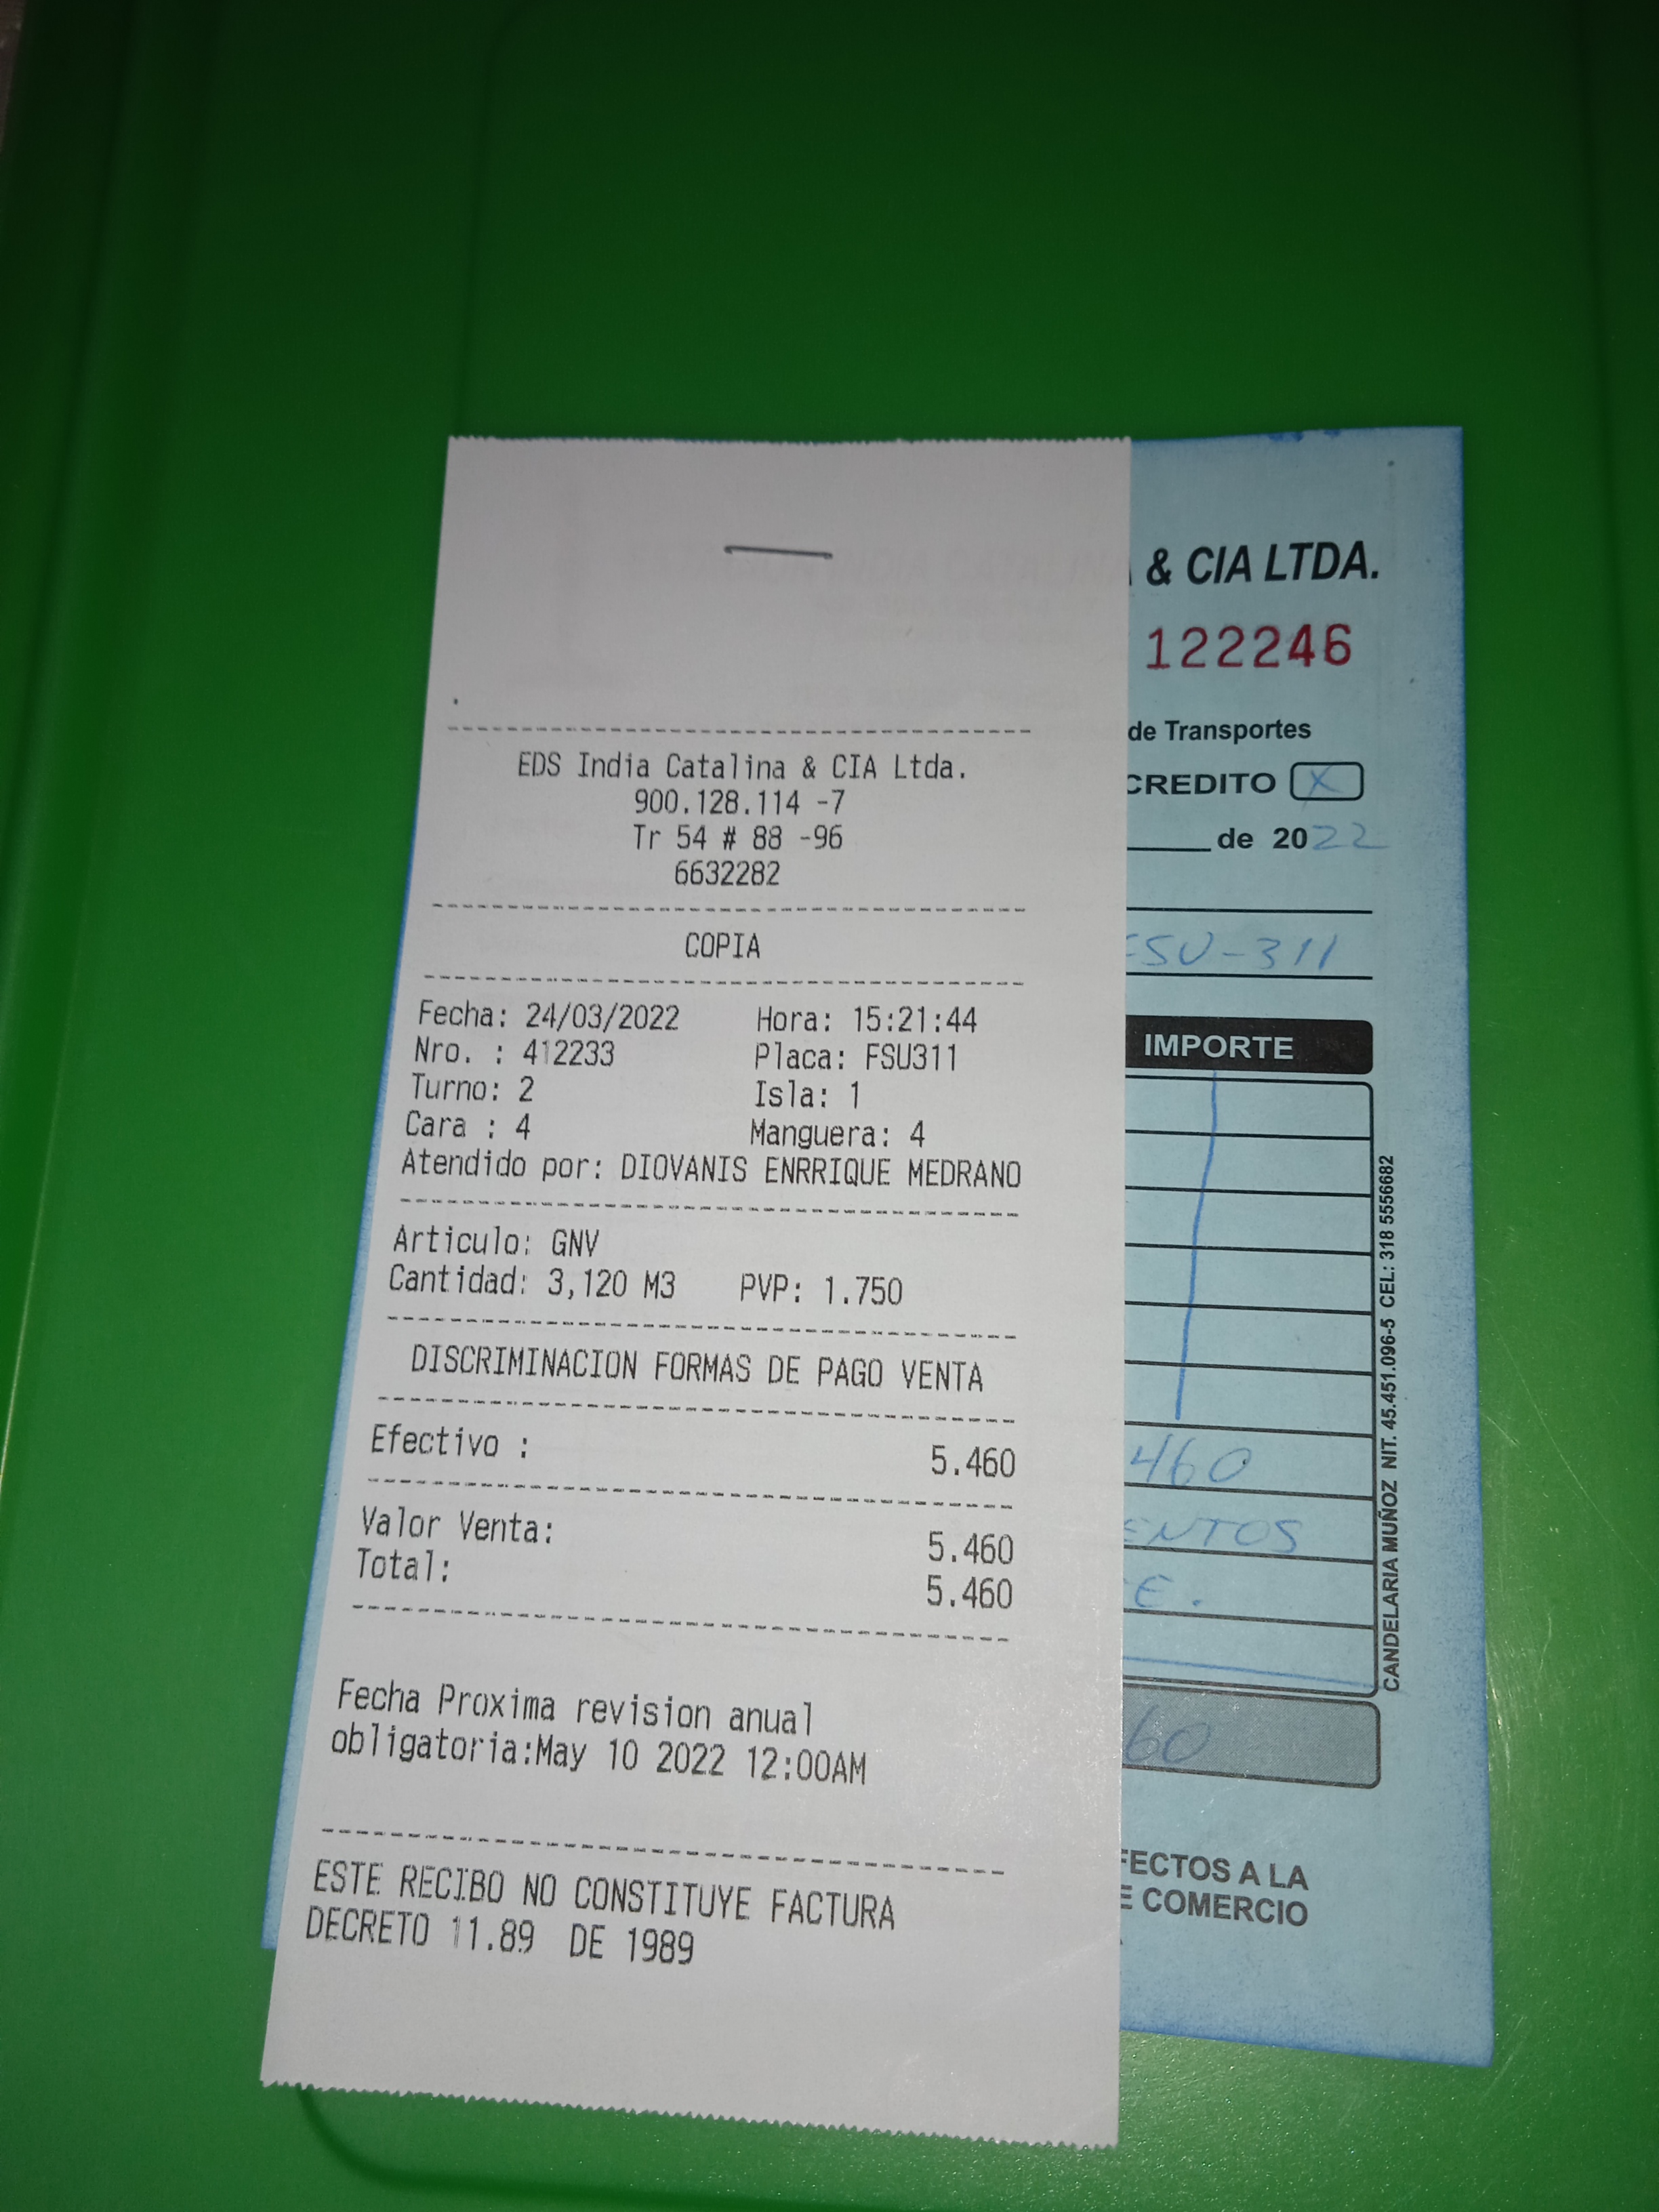 EDS India Catalina & CIA Ltda.
900.128.114 -7
Tr 54 # 88 -96
6632282
COPIA
Fecha: 24/03/2022 Hora: 15:21:44
Nro. : 412233 Placa: FSU311
Turno: 2 Isla: 1
Cara : 4 Manguera: 4
Atendido por: DIOVANIS ENRRIQUE MEDRANO
Articulo: GNV
Cantidad: 3,120 M3 PVP: 1.750
DISCRIMINACION FORMAS DE PAGO VENTA
Efectivo : 5.460
Valor Venta: 5.460
Total: 5.460
Fecha Proxima revision anual
obligatoria:May 10 2022 12:00AM
ESTE RECIBO NO CONSTITUYE FACTURA
DECRETO 11.89 DE 1989
& CIA LTDA.
122246
de Transportes
CREDITO X
de 2022
FSU-311
IMPORTE
460
ENTOS
E.
60
FECTOS A LA
E COMERCIO
CANDELARIA MUÑOZ NIT. 45.451.096-5 CEL: 318 5556682